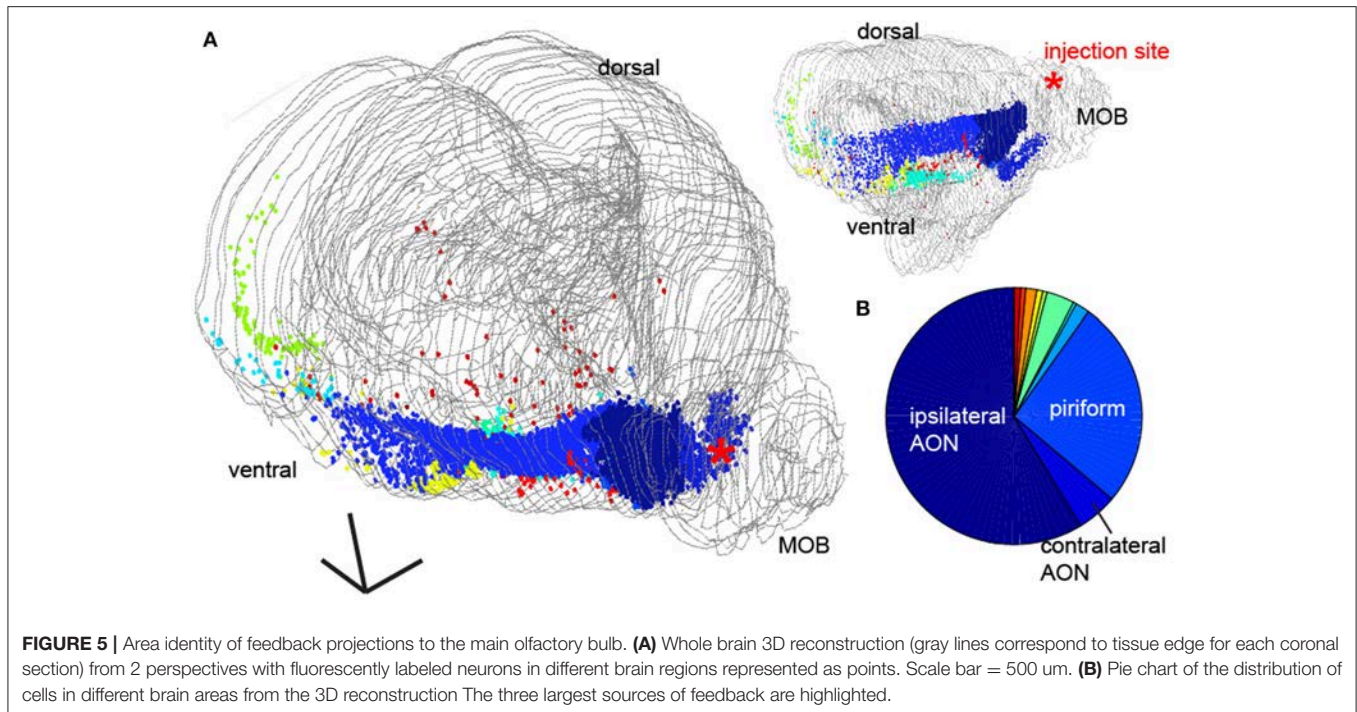 A
dorsal
ventral
MOB
dorsal
injection site
*
MOB
ventral
*
B
ipsilateral
AON
piriform
contralateral
AON
FIGURE 5 | Area identity of feedback projections to the main olfactory bulb. (A) Whole brain 3D reconstruction (gray lines correspond to tissue edge for each coronal
section) from 2 perspectives with fluorescently labeled neurons in different brain regions represented as points. Scale bar = 500 um. (B) Pie chart of the distribution of
cells in different brain areas from the 3D reconstruction The three largest sources of feedback are highlighted.